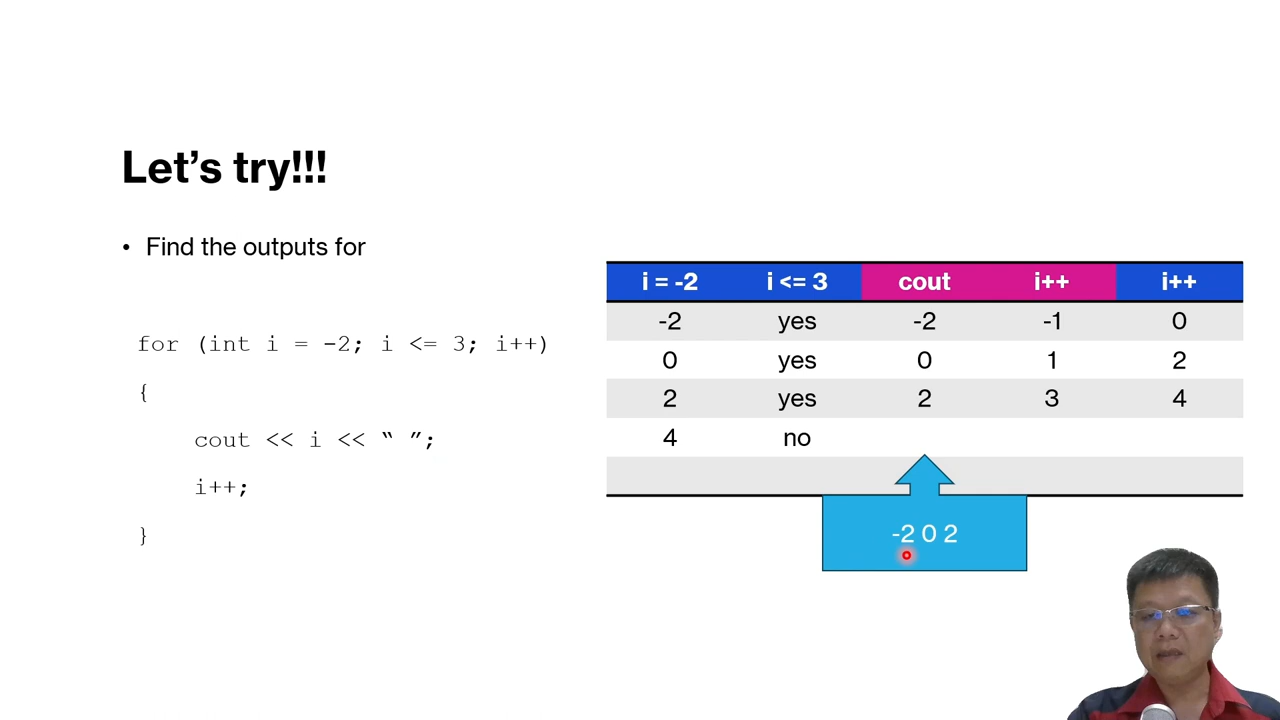 Let’s try!!!
• Find the outputs for
for (int i = -2; i <= 3; i++)
{
cout << i << “ ”;
i++;
}
i = -2 i <= 3 cout i++ i++
-2 yes -2 -1 0
0 yes 0 1 2
2 yes 2 3 4
4 no
-2 0 2